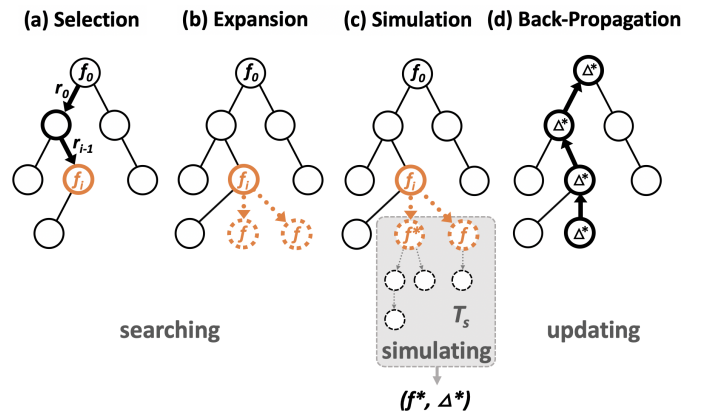 (a) Selection (b) Expansion (c) Simulation (d) Back-Propagation
f₀ f₀ f₀ Δ*
r₀
Δ*
rᵢ₋₁
fᵢ fᵢ fᵢ Δ*
f f f* f Δ*
Tₛ
searching simulating updating
(f*, Δ*)